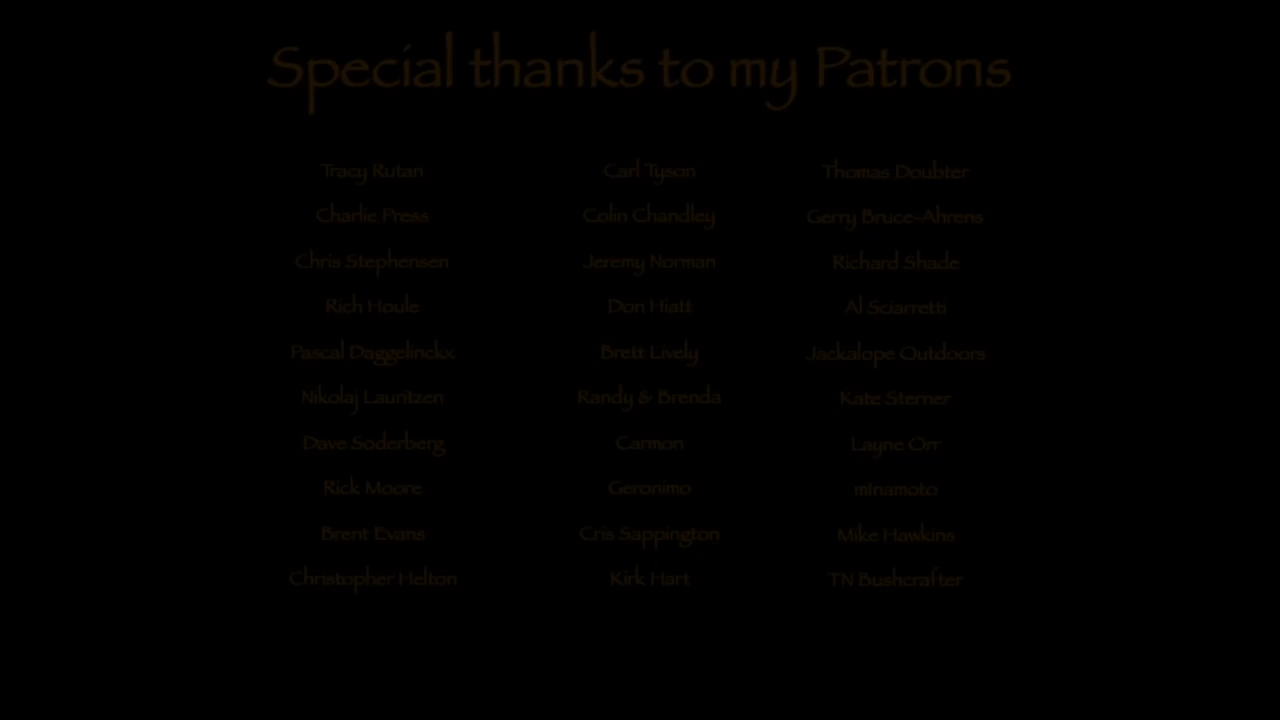 Special thanks to my Patrons
Tracy Rutan
Charlie Press
Chris Stephensen
Rich Houle
Pascal Daggelinckx
Nikolaj Lauritzen
Dave Soderberg
Rick Moore
Brent Evans
Christopher Helton
Carl Tyson
Colin Chandley
Jeremy Norman
Don Hiatt
Brett Lively
Randy & Brenda
Carmon
Geronimo
Cris Sappington
Kirk Hart
Thomas Doubter
Gerry Bruce-Ahrens
Richard Shade
Al Sciarretti
Jackalope Outdoors
Kate Sterner
Layne Orr
m1namoto
Mike Hawkins
TN Bushcrafter